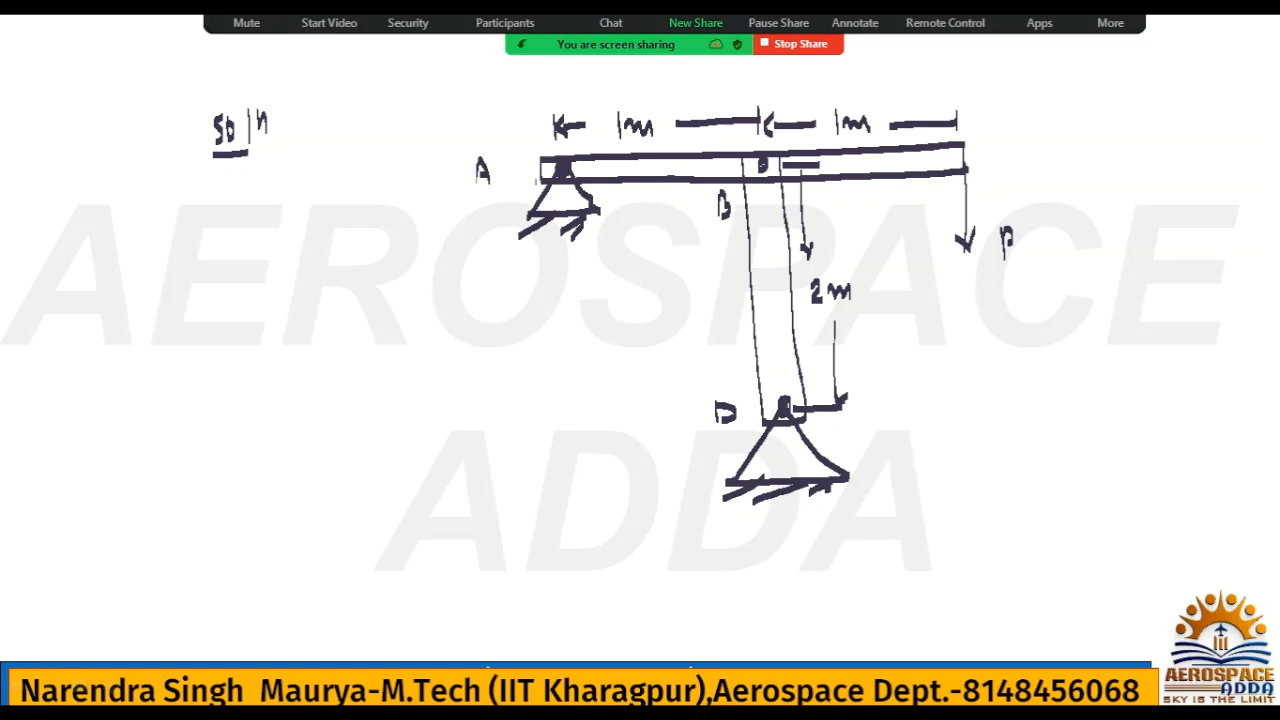 Mute Start Video Security Participants Chat New Share Pause Share Annotate Remote Control Apps More
You are screen sharing Stop Share
1m 1m
A
B
P
2m
D
AEROSPACE
ADDA
AEROSPACE
ADDA
SKY IS THE LIMIT
Narendra Singh Maurya-M.Tech (IIT Kharagpur),Aerospace Dept.-8148456068